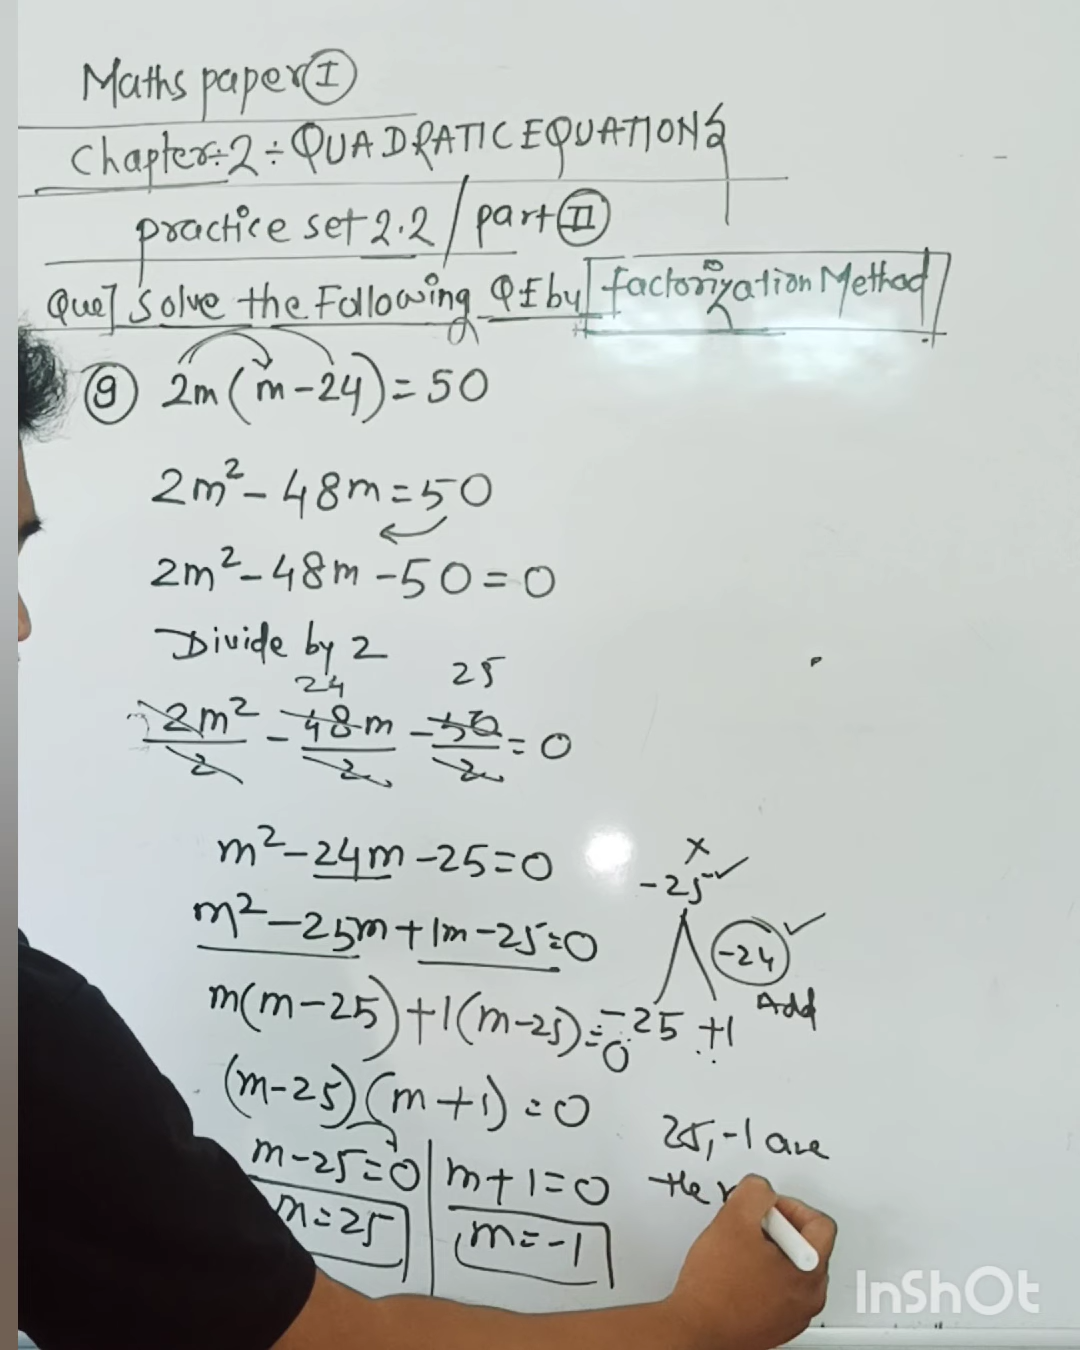 Maths paper I
Chapter÷2÷QUADRATIC EQUATIONS
practice set 2.2 / part II
Que] Solve the Following QE by factorization Method
9 2m(m-24)=50
2m²-48m=50
2m²-48m-50=0
Divide by 2
24 25
2m²/2 - 48m/2 - 50/2 = 0
m²-24m-25=0
m²-25m+1m-25=0
m(m-25)+1(m-25)=0
(m-25)(m+1)=0
m-25=0 | m+1=0
m=25 | m=-1
×
-25
-24
Add
-25 +1
25,-1 are
the
InShOt